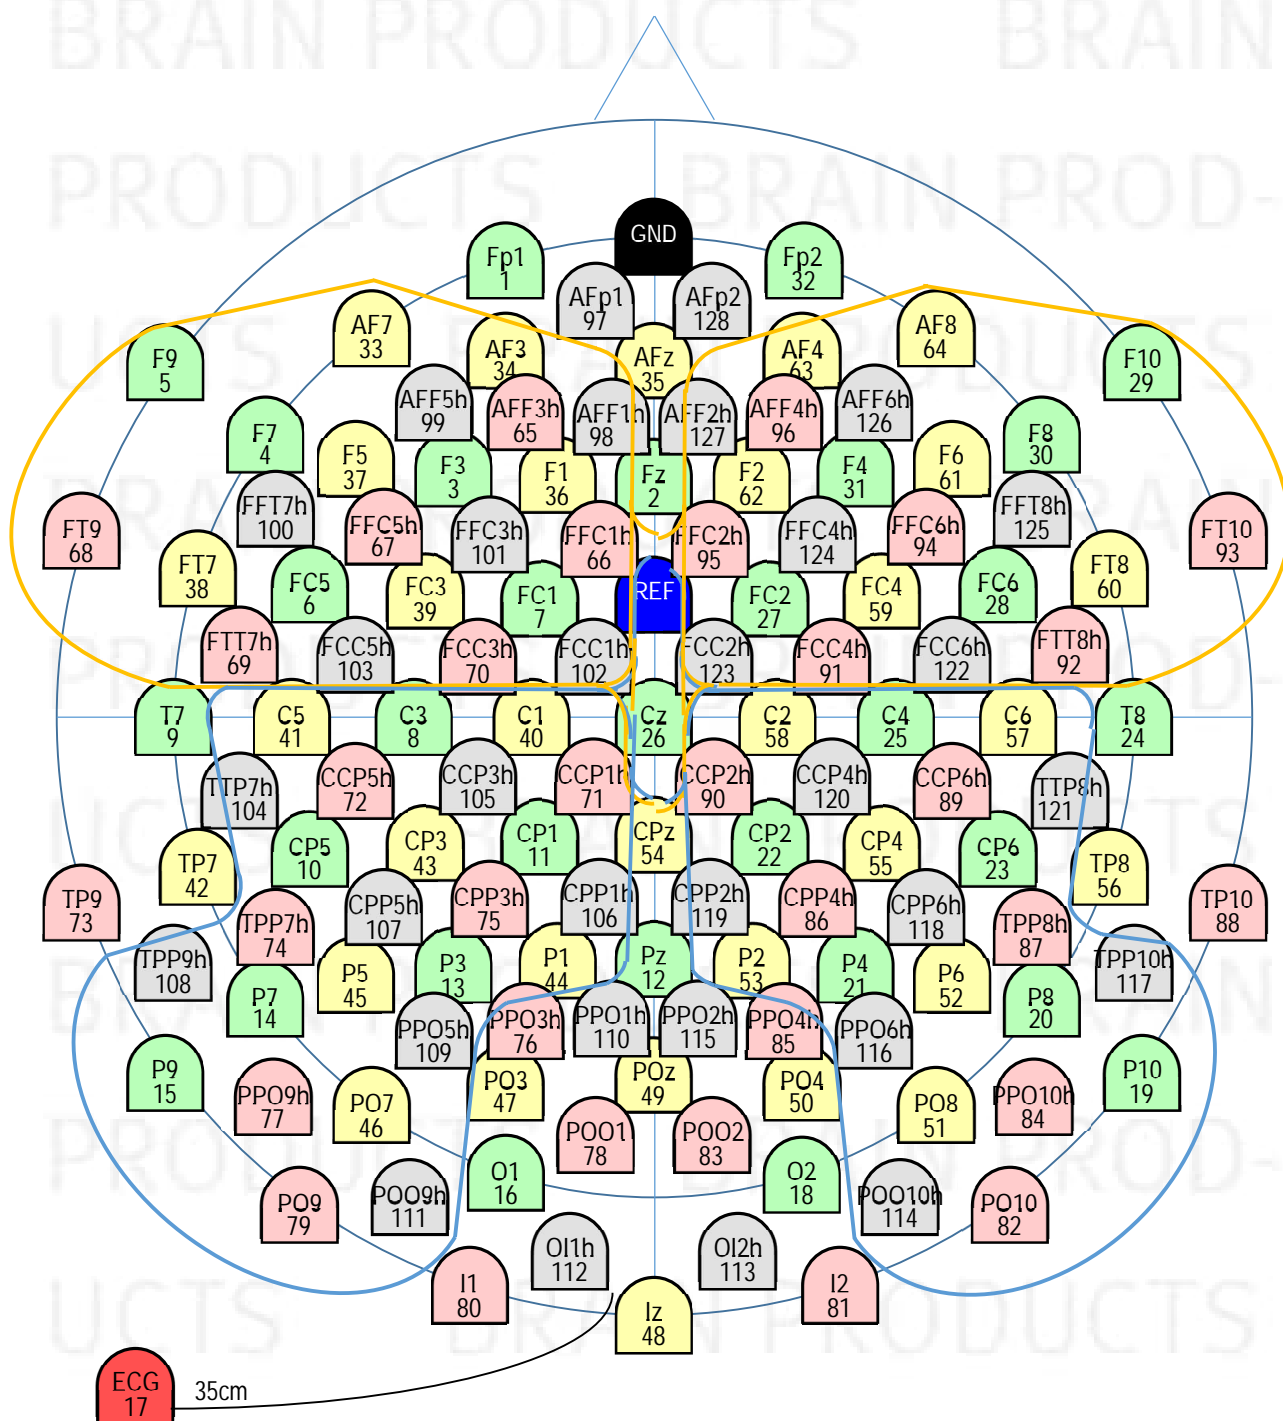 BRAIN PRODUCTS BRAIN
PRODUCTS BRAIN PROD-
GND
Fp1
1
Fp2
32
AFp1
97
AFp2
128
AF7
33
AF8
64
F9
5
AF3
34
AFz
35
AF4
63
F10
29
AFF5h
99
AFF3h
65
AFF1h
98
AFF2h
127
AFF4h
96
AFF6h
126
F7
4
F5
37
F3
3
F1
36
Fz
2
F2
62
F4
31
F6
61
F8
30
FT9
68
FFT7h
100
FFC5h
67
FFC3h
101
FFC1h
66
FFC2h
95
FFC4h
124
FFC6h
94
FFT8h
125
FT10
93
FT7
38
FC5
6
FC3
39
FC1
7
REF
FC2
27
FC4
59
FC6
28
FT8
60
FTT7h
69
FCC5h
103
FCC3h
70
FCC1h
102
FCC2h
123
FCC4h
91
FCC6h
122
FTT8h
92
T7
9
C5
41
C3
8
C1
40
Cz
26
C2
58
C4
25
C6
57
T8
24
TTP7h
104
CCP5h
72
CCP3h
105
CCP1h
71
CCP2h
90
CCP4h
120
CCP6h
89
TTP8h
121
TP9
73
TP7
42
CP5
10
CP3
43
CP1
11
CPz
54
CP2
22
CP4
55
CP6
23
TP8
56
TP10
88
TPP9h
108
TPP7h
74
CPP5h
107
CPP3h
75
CPP1h
106
CPP2h
119
CPP4h
86
CPP6h
118
TPP8h
87
TPP10h
117
P7
14
P5
45
P3
13
P1
44
Pz
12
P2
53
P4
21
P6
52
P8
20
PPO5h
109
PPO3h
76
PPO1h
110
PPO2h
115
PPO4h
85
PPO6h
116
P9
15
PPO9h
77
PO7
46
PO3
47
POz
49
PO4
50
PO8
51
PPO10h
84
P10
19
POO1
78
POO2
83
PO9
79
POO9h
111
O1
16
O2
18
POO10h
114
PO10
82
OI1h
112
OI2h
113
I1
80
Iz
48
I2
81
UCTS BRAIN PRODUCTS
ECG
17
35cm